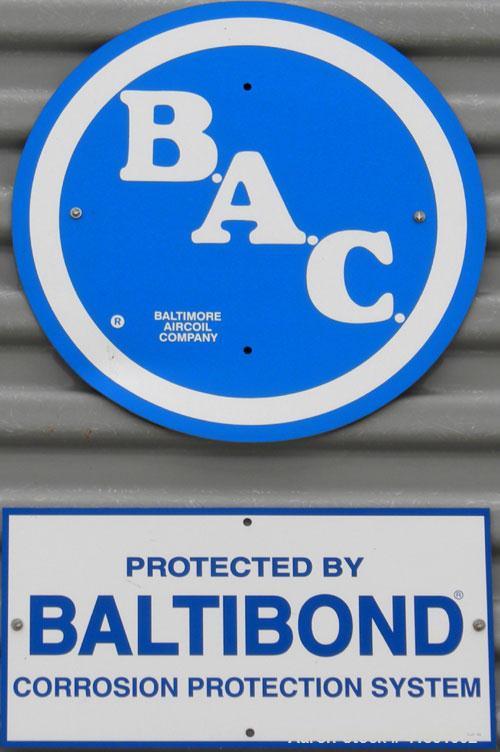 B.
A.
C.
®
BALTIMORE
AIRCOIL
COMPANY
PROTECTED BY
BALTIBOND®
CORROSION PROTECTION SYSTEM